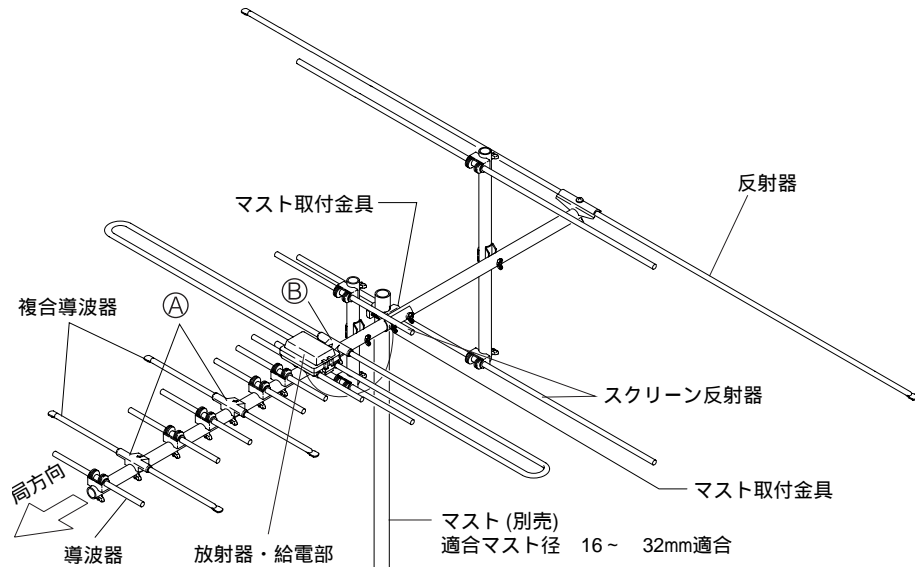 反射器
マスト取付金具
Ⓑ
複合導波器
Ⓐ
スクリーン反射器
局方向
マスト取付金具
マスト (別売)
適合マスト径 16~ 32mm適合
導波器
放射器・給電部